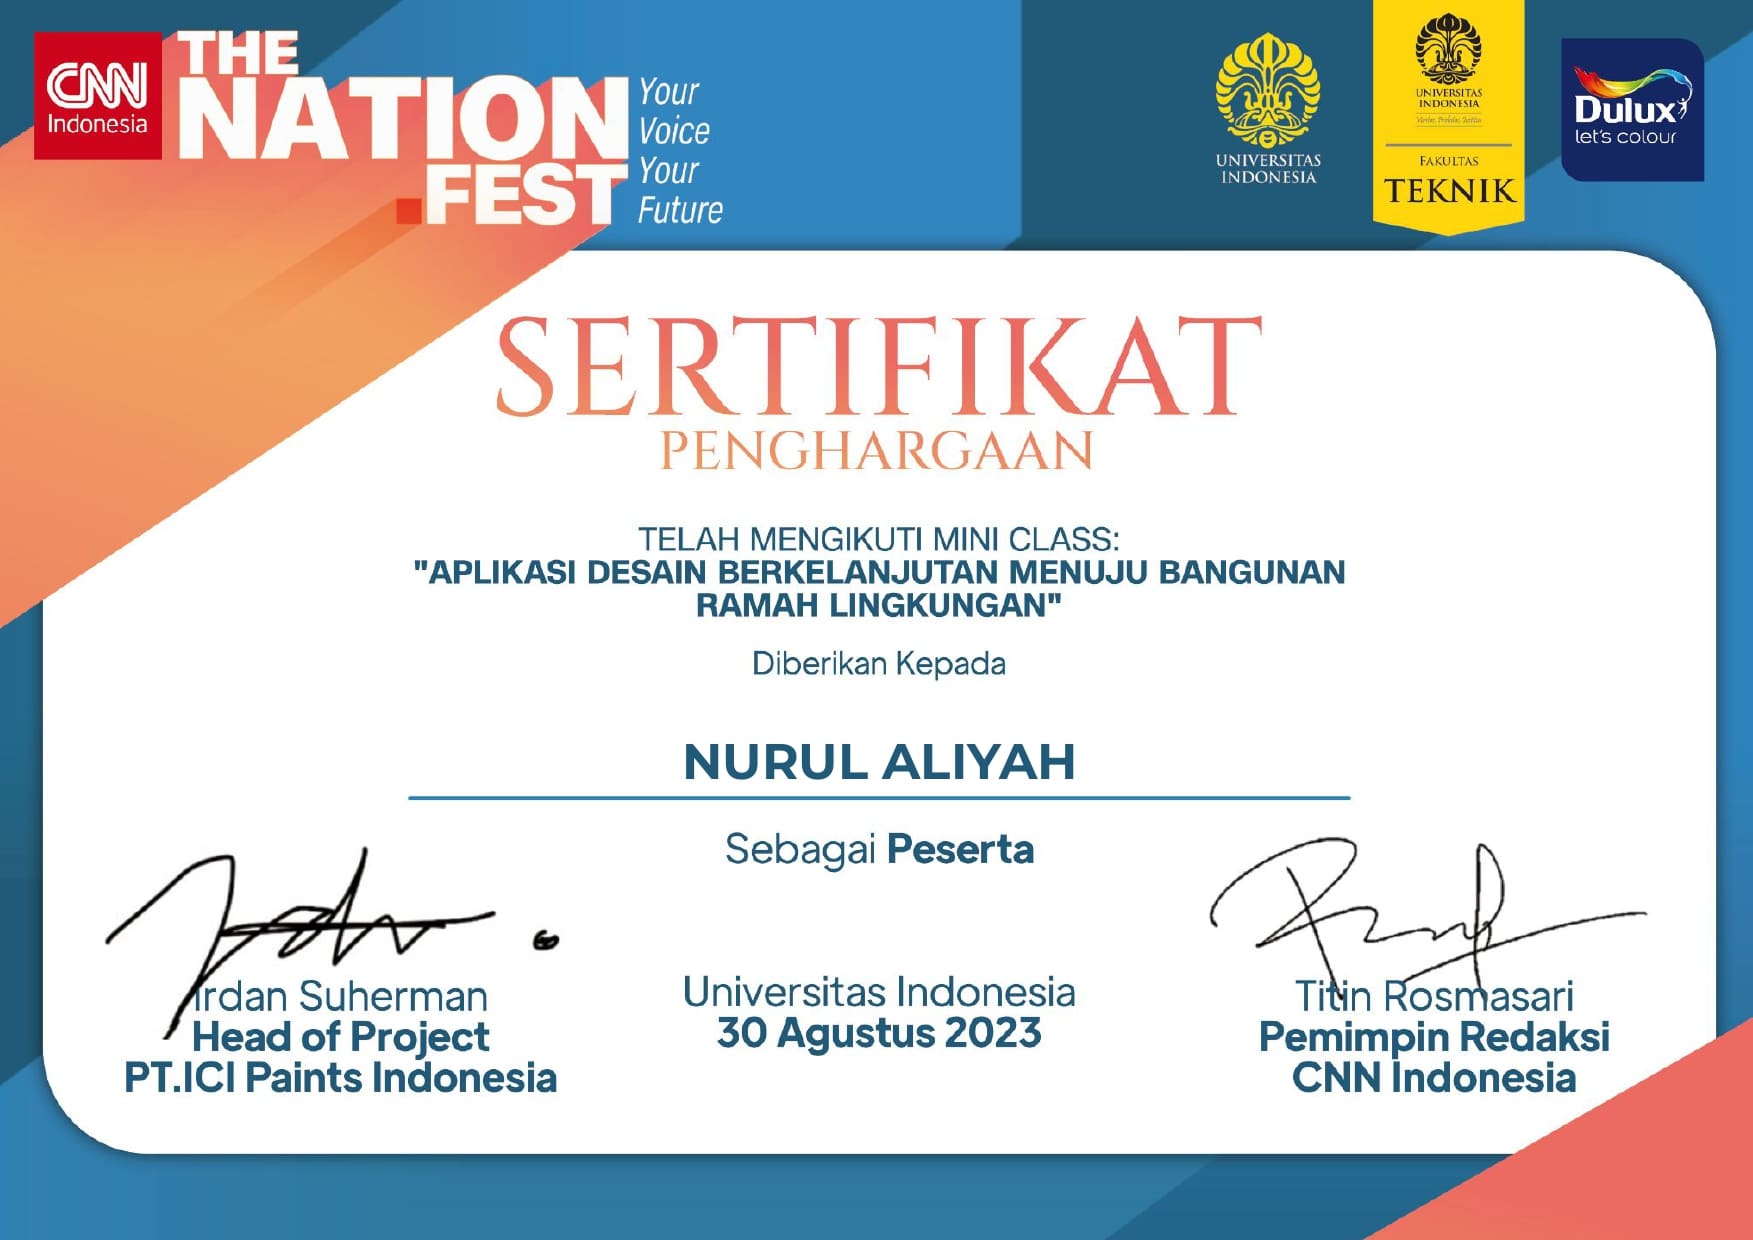 CNN
Indonesia
THE
NATION
.FEST
Your
Voice
Your
Future
UNIVERSITAS
INDONESIA
UNIVERSITAS
INDONESIA
Veritas, Probitas, Iustitia
FAKULTAS
TEKNIK
Dulux
let's colour
SERTIFIKAT
PENGHARGAAN
TELAH MENGIKUTI MINI CLASS:
"APLIKASI DESAIN BERKELANJUTAN MENUJU BANGUNAN
RAMAH LINGKUNGAN"
Diberikan Kepada
NURUL ALIYAH
Sebagai Peserta
Irdan Suherman
Head of Project
PT.ICI Paints Indonesia
Universitas Indonesia
30 Agustus 2023
Titin Rosmasari
Pemimpin Redaksi
CNN Indonesia